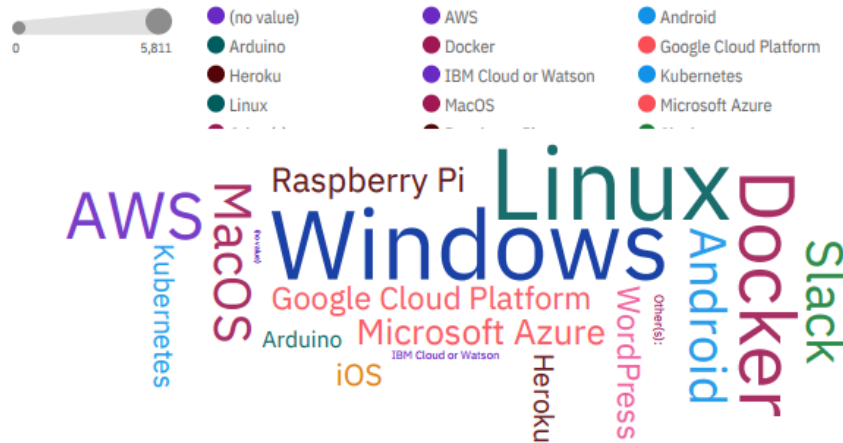 0
5,811
(no value)
AWS
Android
Arduino
Docker
Google Cloud Platform
Heroku
IBM Cloud or Watson
Kubernetes
Linux
MacOS
Microsoft Azure
Linux
Raspberry Pi
Docker
AWS
MacOS
(no value)
Windows
Android
Slack
Kubernetes
Google Cloud Platform
WordPress
Other(s):
Microsoft Azure
Arduino
IBM Cloud or Watson
iOS
Heroku